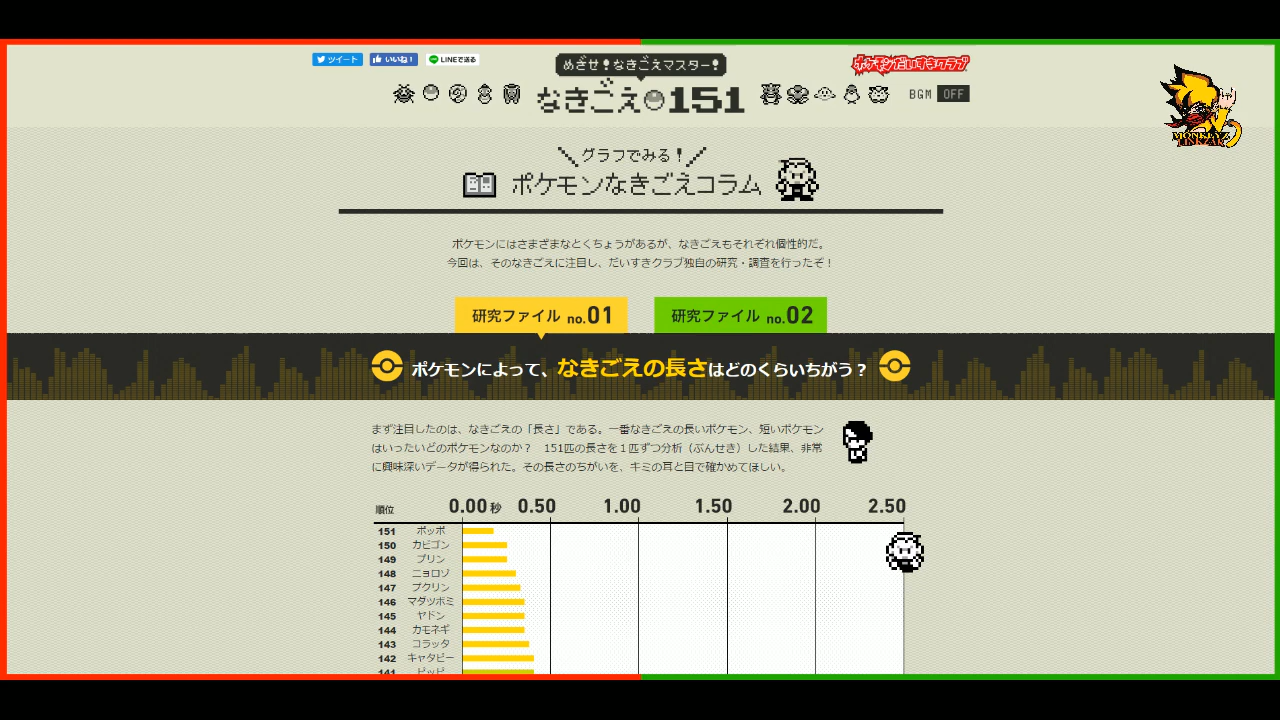 ツイート いいね！ LINEで送る
めざせ！なきごえマスター！
ポケモンだいすきクラブ
なきごえ151
BGM OFF
MONKEYZ
LINKZAR
グラフでみる！
ポケモンなきごえコラム
ポケモンにはさまざまなとくちょうがあるが、なきごえもそれぞれ個性的だ。
今回は、そのなきごえに注目し、だいすきクラブ独自の研究・調査を行ったぞ！
研究ファイル no.01
研究ファイル no.02
ポケモンによって、なきごえの長さはどのくらいちがう？
まず注目したのは、なきごえの「長さ」である。一番なきごえの長いポケモン、短いポケモン
はいったいどのポケモンなのか？　151匹の長さを１匹ずつ分析（ぶんせき）した結果、非常
に興味深いデータが得られた。その長さのちがいを、キミの耳と目で確かめてほしい。
順位 0.00 秒 0.50 1.00 1.50 2.00 2.50
151 ポッポ
150 カビゴン
149 プリン
148 ニョロゾ
147 プクリン
146 マダツボミ
145 ヤドン
144 カモネギ
143 コラッタ
142 キャタピー
141 ピッピ